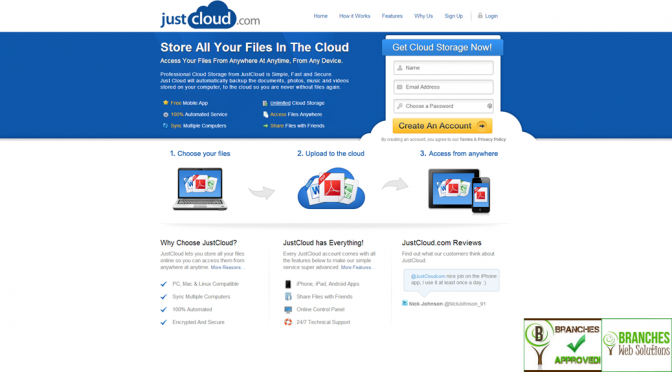 justcloud.com
Home How it Works Features Why Us Sign Up Login
Store All Your Files In The Cloud
Access Your Files From Anywhere At Anytime, From Any Device.
Professional Cloud Storage from JustCloud is Simple, Fast and Secure.
Just Cloud will automatically backup the documents, photos, music and videos
stored on your computer, to the cloud so you are never without files again.
Free Mobile App
Unlimited Cloud Storage
100% Automated Service
Access Files Anywhere
Sync Multiple Computers
Share Files with Friends
Get Cloud Storage Now!
Name
Email Address
Choose a Password
Create An Account
By creating an account, you agree to our Terms & Privacy Policy
1. Choose your files
2. Upload to the cloud
3. Access from anywhere
Why Choose JustCloud?
JustCloud lets you store all your files
online so you can access them from
anywhere at anytime. More Reasons...
PC, Mac & Linux Compatible
Sync Multiple Computers
100% Automated
Encrypted And Secure
JustCloud has Everything!
Every JustCloud account comes with all
the features below to make our simple
service super advanced. More Features...
iPhone, iPad, Android Apps
Share Files with Friends
Online Control Panel
24/7 Technical Support
JustCloud.com Reviews
Find out what our customers think about
JustCloud.
@JustCloudcom nice job on the iPhone
app, i use it at least once a day ;)
Nick Johnson @NickJohnson_91
B
BRANCHES
APPROVED!
BRANCHES
Web Solutions